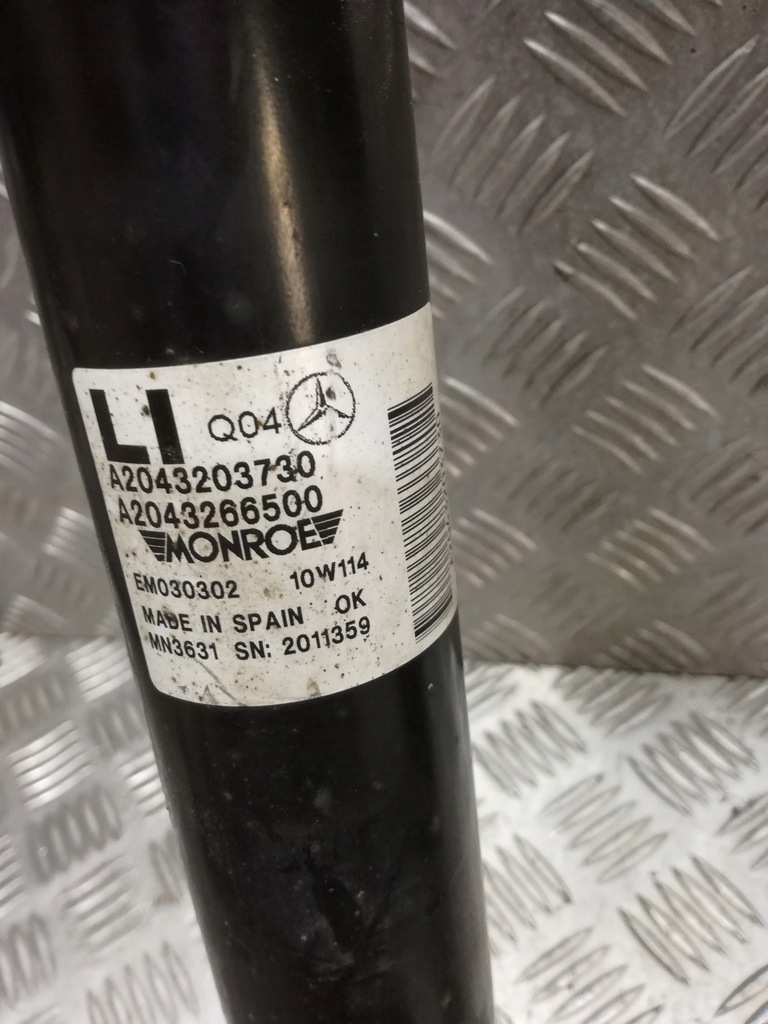 LI Q04
A2043203730
A2043266500
MONROE
EM030302 10W114
MADE IN SPAIN OK
MN3631 SN: 2011359